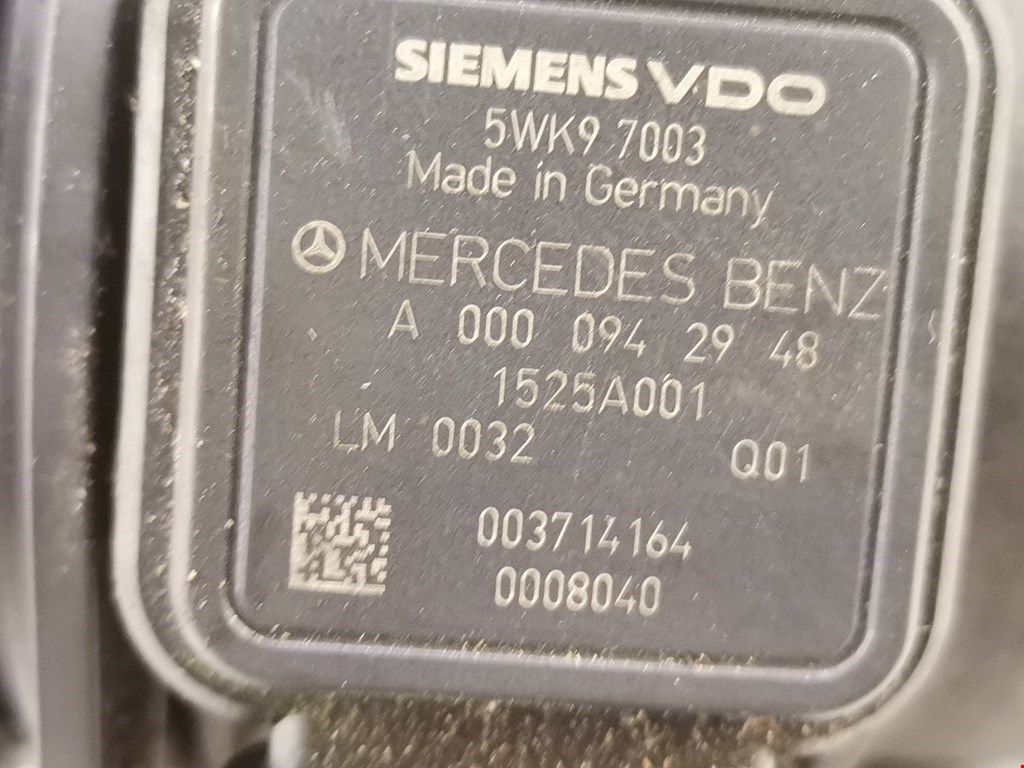 SIEMENS VDO
5WK9 7003
Made in Germany
MERCEDES BENZ
A 000 094 29 48
1525A001
LM 0032 Q01
003714164
0008040